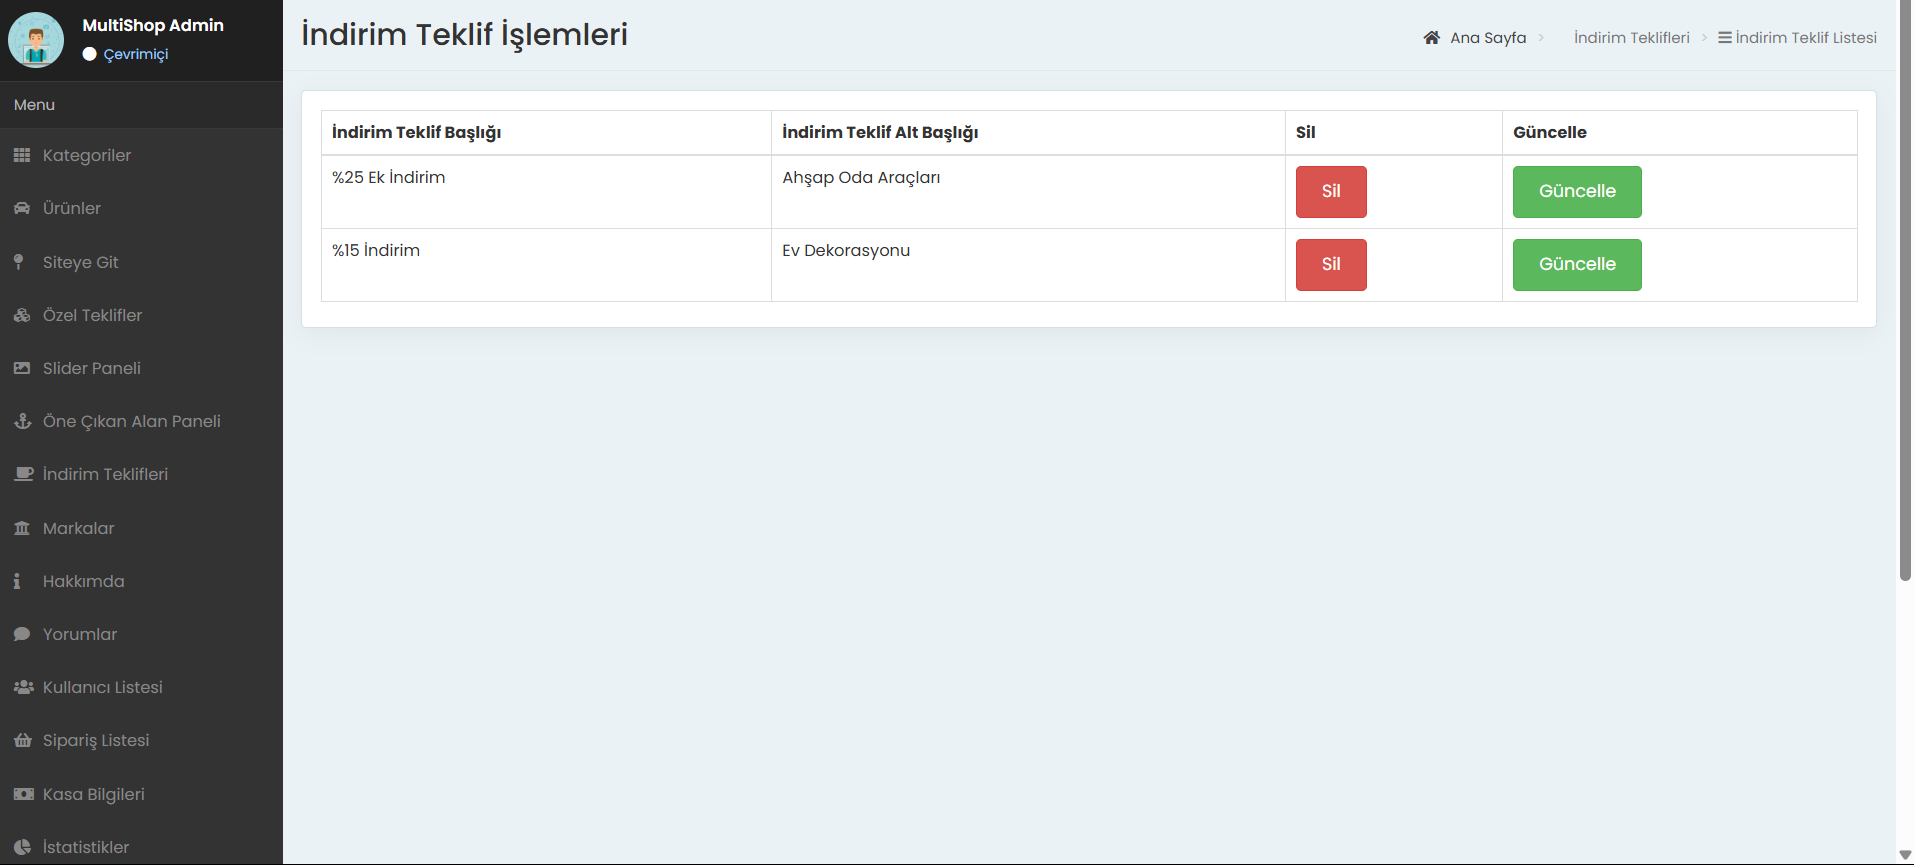 MultiShop Admin
Çevrimiçi
Menu
Kategoriler
Ürünler
Siteye Git
Özel Teklifler
Slider Paneli
Öne Çıkan Alan Paneli
İndirim Teklifleri
Markalar
Hakkımda
Yorumlar
Kullanıcı Listesi
Sipariş Listesi
Kasa Bilgileri
İstatistikler
İndirim Teklif İşlemleri
Ana Sayfa > İndirim Teklifleri > İndirim Teklif Listesi
İndirim Teklif Başlığı İndirim Teklif Alt Başlığı Sil Güncelle
%25 Ek İndirim Ahşap Oda Araçları Sil Güncelle
%15 İndirim Ev Dekorasyonu Sil Güncelle